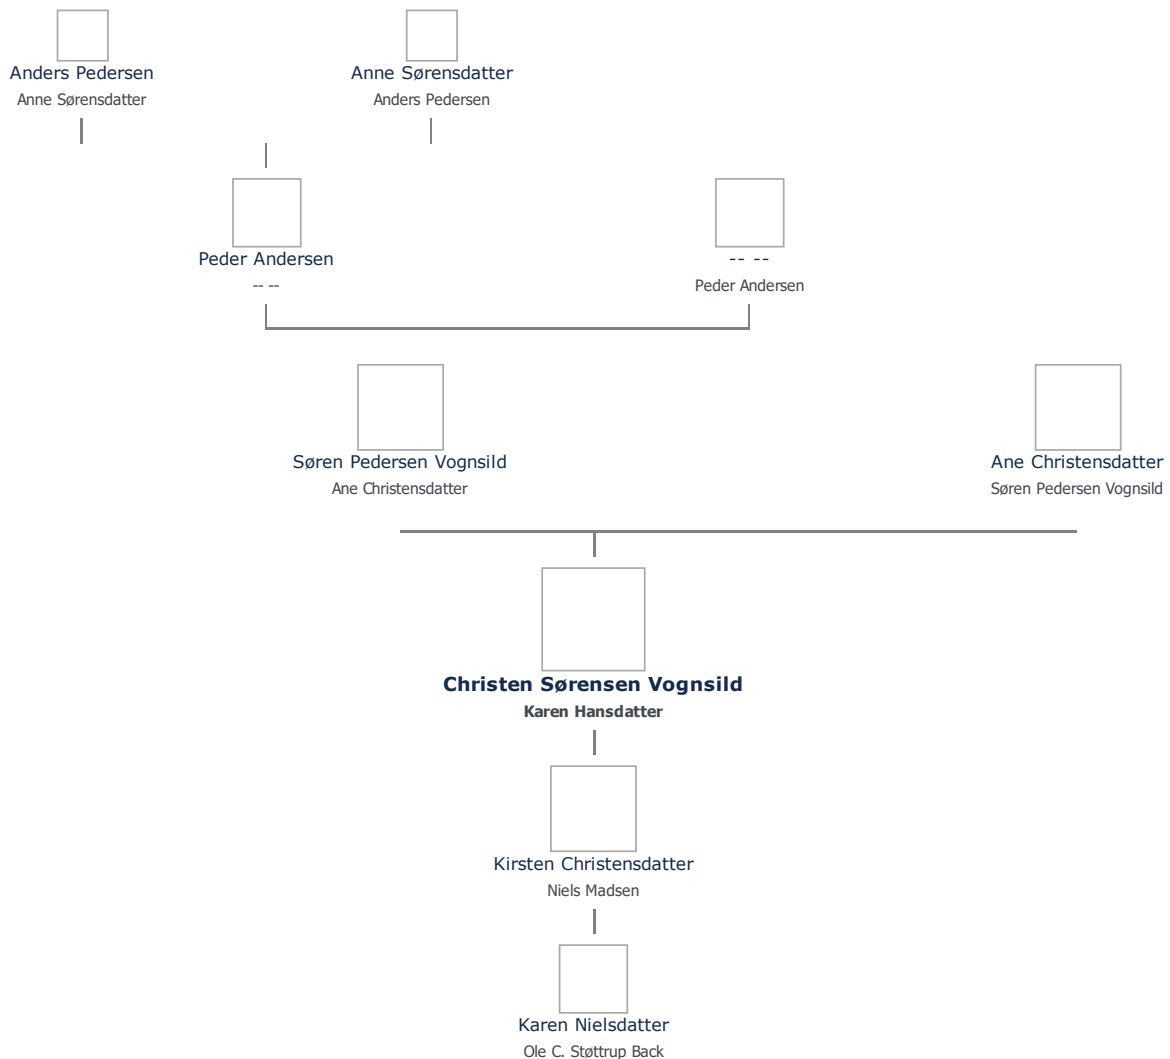 Anders Pedersen
Anne Sørensdatter
Anne Sørensdatter
Anders Pedersen
Peder Andersen
-- --
-- --
Peder Andersen
Søren Pedersen Vognsild
Ane Christensdatter
Ane Christensdatter
Søren Pedersen Vognsild
Christen Sørensen Vognsild
Karen Hansdatter
Kirsten Christensdatter
Niels Madsen
Karen Nielsdatter
Ole C. Støttrup Back